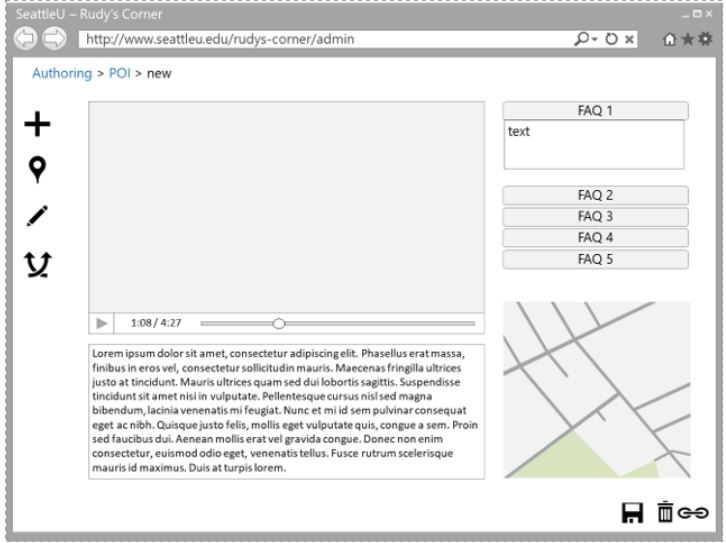 SeattleU – Rudy's Corner
http://www.seattleu.edu/rudys-corner/admin
Authoring > POI > new
FAQ 1
text
FAQ 2
FAQ 3
FAQ 4
FAQ 5
1:08 / 4:27
Lorem ipsum dolor sit amet, consectetur adipiscing elit. Phasellus erat massa,
finibus in eros vel, consectetur sollicitudin mauris. Maecenas fringilla ultrices
justo at tincidunt. Mauris ultrices quam sed dui lobortis sagittis. Suspendisse
tincidunt sit amet nisi in vulputate. Pellentesque cursus nisl sed magna
bibendum, lacinia venenatis mi feugiat. Nunc et mi id sem pulvinar consequat
eget ac nibh. Quisque justo felis, mollis eget vulputate quis, congue a sem. Proin
sed faucibus dui. Aenean mollis erat vel gravida congue. Donec non enim
consectetur, euismod odio eget, venenatis tellus. Fusce rutrum scelerisque
mauris id maximus. Duis at turpis lorem.